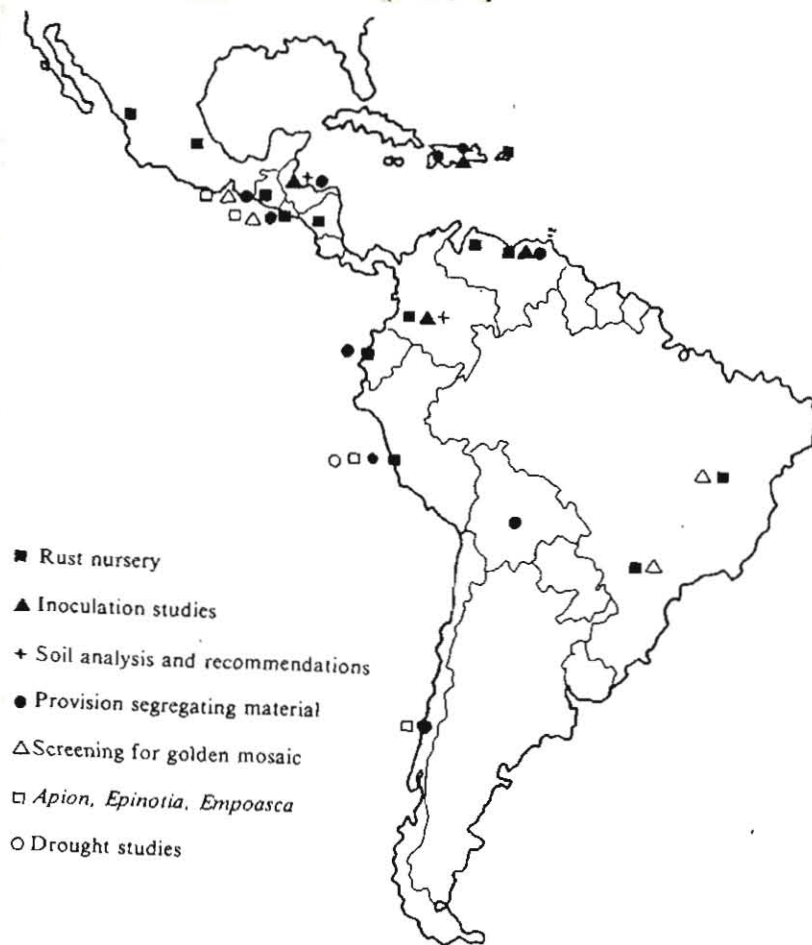 ■ Rust nursery
▲ Inoculation studies
+ Soil analysis and recommendations
● Provision segregating material
△ Screening for golden mosaic
□ Apion, Epinotia, Empoasca
○ Drought studies